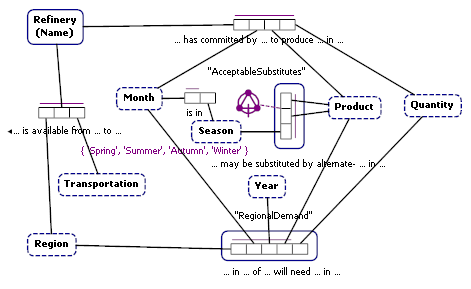 Refinery
(Name)
... has committed by ... to produce ... in ...
"AcceptableSubstitutes"
Month
Product
Quantity
is in
Season
◂... is available from ... to ...
{ 'Spring', 'Summer', 'Autumn', 'Winter' }
... may be substituted by alternate- ... in ...
Transportation
Year
"RegionalDemand"
Region
... in ... of ... will need ... in ...